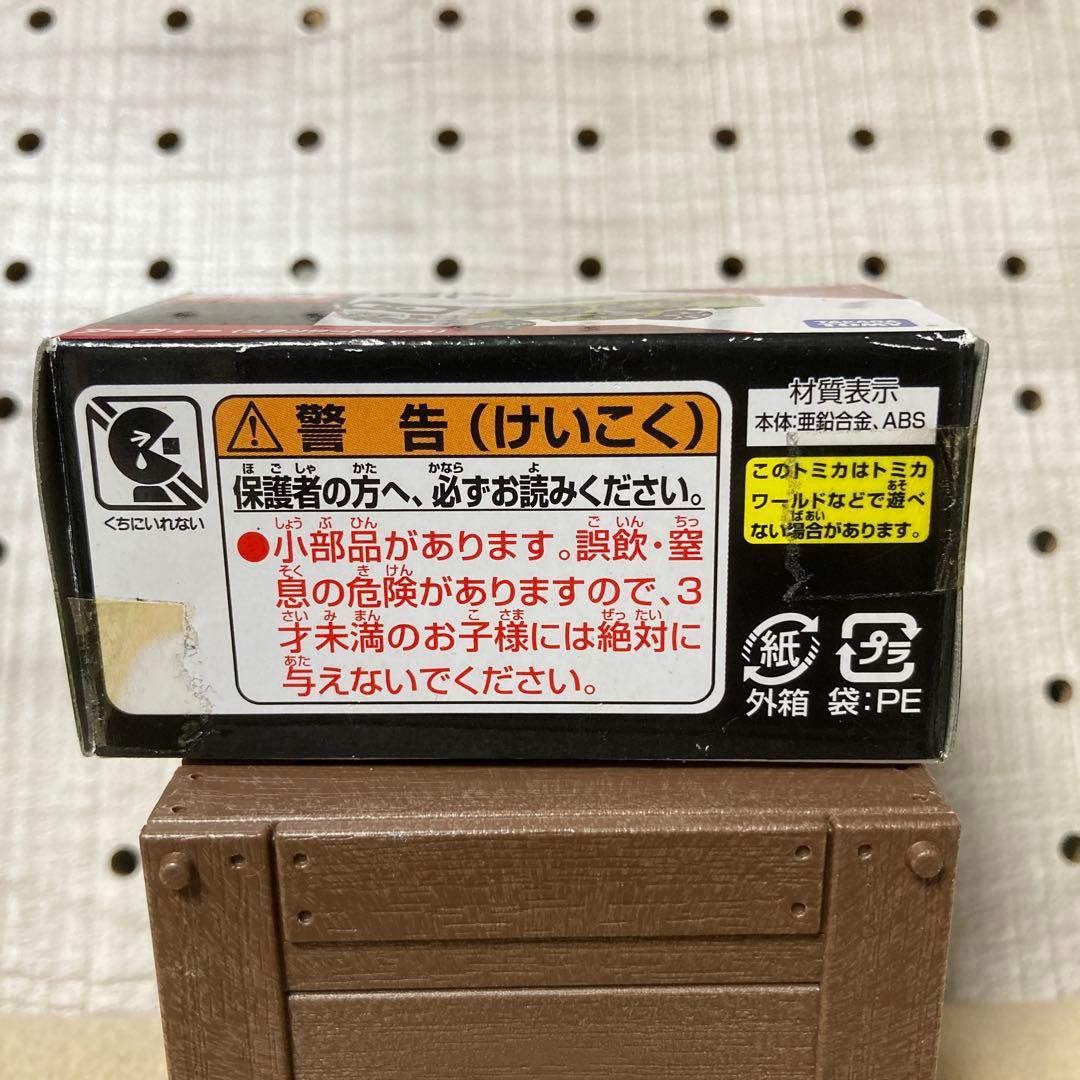 TAKARA TOMY
くちにいれない
警告（けいこく）
ほごしゃ かた かなら よ
保護者の方へ、必ずお読みください。
しょうぶひん ごいん ちっ
●小部品があります。誤飲・窒
そく きけん
息の危険がありますので、3
さいみまん こさま ぜったい
才未満のお子様には絶対に
あた
与えないでください。
材質表示
本体:亜鉛合金、ABS
このトミカはトミカ
あそ
ワールドなどで遊べ
ばあい
ない場合があります。
紙
外箱
プラ
袋:PE